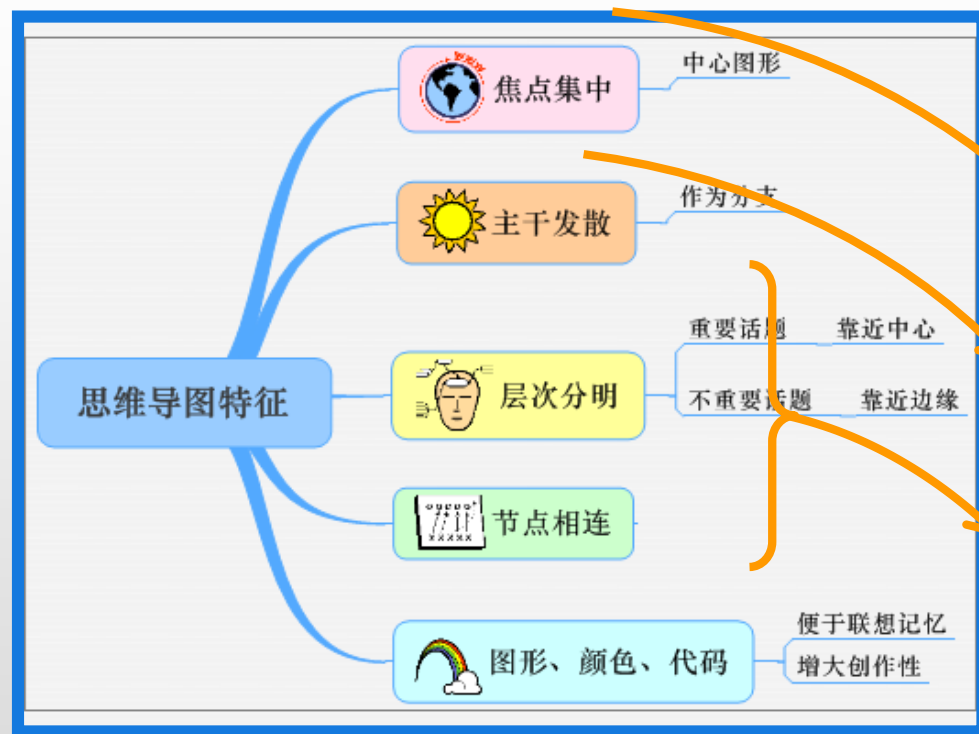 焦点集中
中心图形
主干发散
作为分支
重要话题 靠近中心
思维导图特征
层次分明
不重要话题 靠近边缘
节点相连
图形、颜色、代码
便于联想记忆
增大创作性